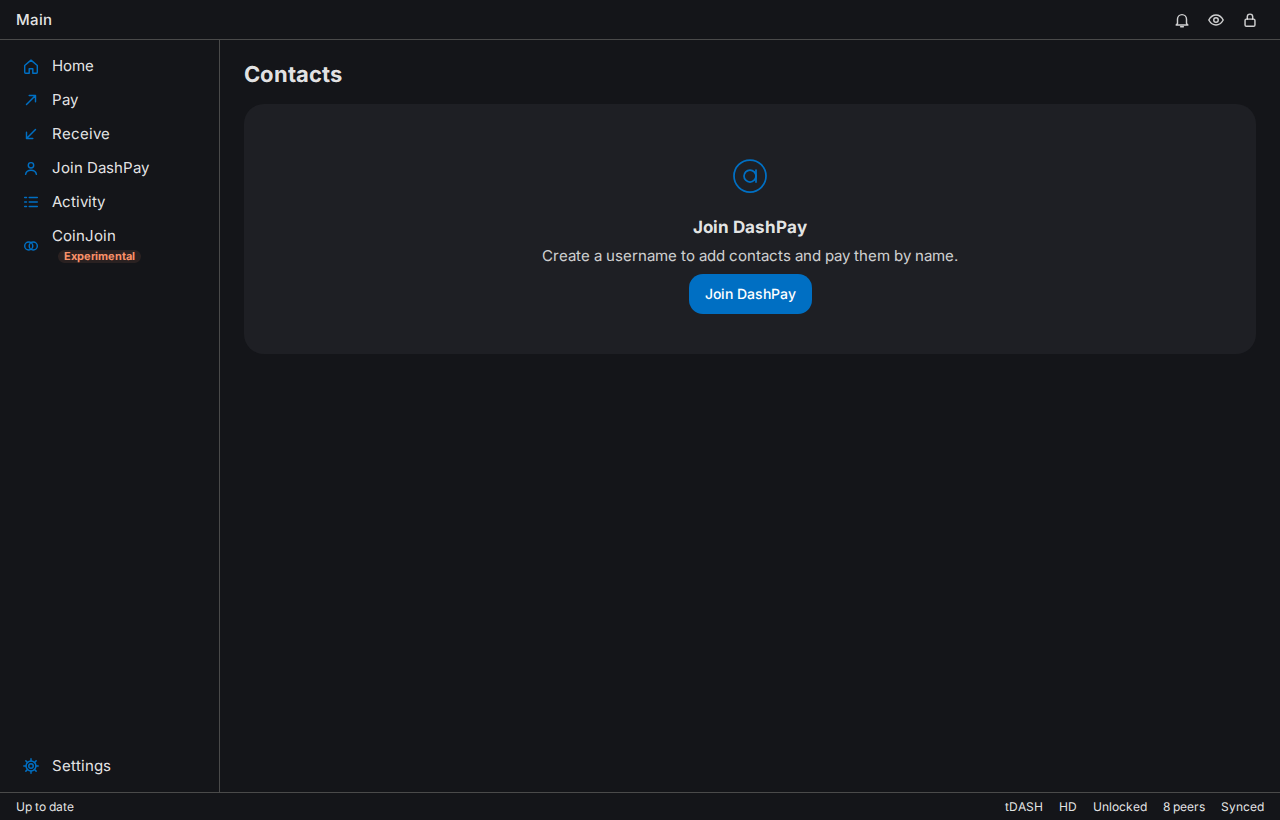 Main
Home
Pay
Receive
Join DashPay
Activity
CoinJoin
Experimental
Settings
Contacts
Join DashPay
Create a username to add contacts and pay them by name.
Join DashPay
Up to date
tDASH HD Unlocked 8 peers Synced